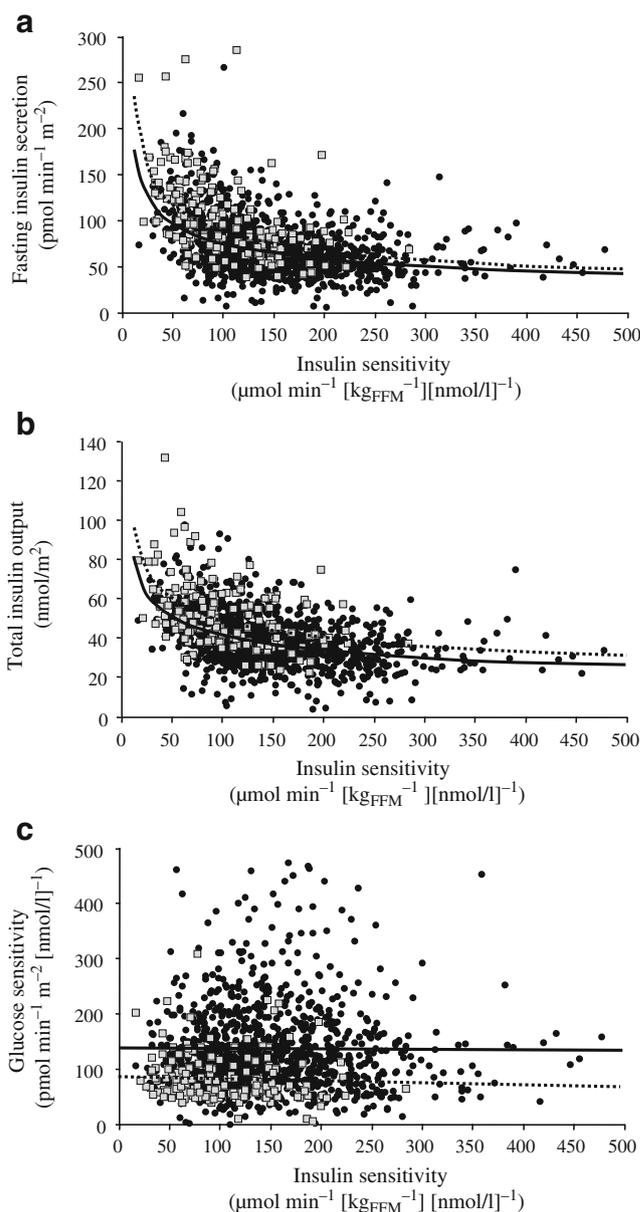 a
Fasting insulin secretion
(pmol min⁻¹ m⁻²)
300
250
200
150
100
50
0
0 50 100 150 200 250 300 350 400 450 500
Insulin sensitivity
(µmol min⁻¹ [kg_FFM⁻¹][nmol/l]⁻¹)
b
Total insulin output
(nmol/m²)
140
120
100
80
60
40
20
0
0 50 100 150 200 250 300 350 400 450 500
Insulin sensitivity
(µmol min⁻¹ [kg_FFM⁻¹ ][nmol/l]⁻¹)
c
Glucose sensitivity
(pmol min⁻¹ m⁻² [nmol/l]⁻¹)
500
400
300
200
100
0
0 50 100 150 200 250 300 350 400 450 500
Insulin sensitivity
(µmol min⁻¹ [kg_FFM⁻¹] [nmol/l]⁻¹)